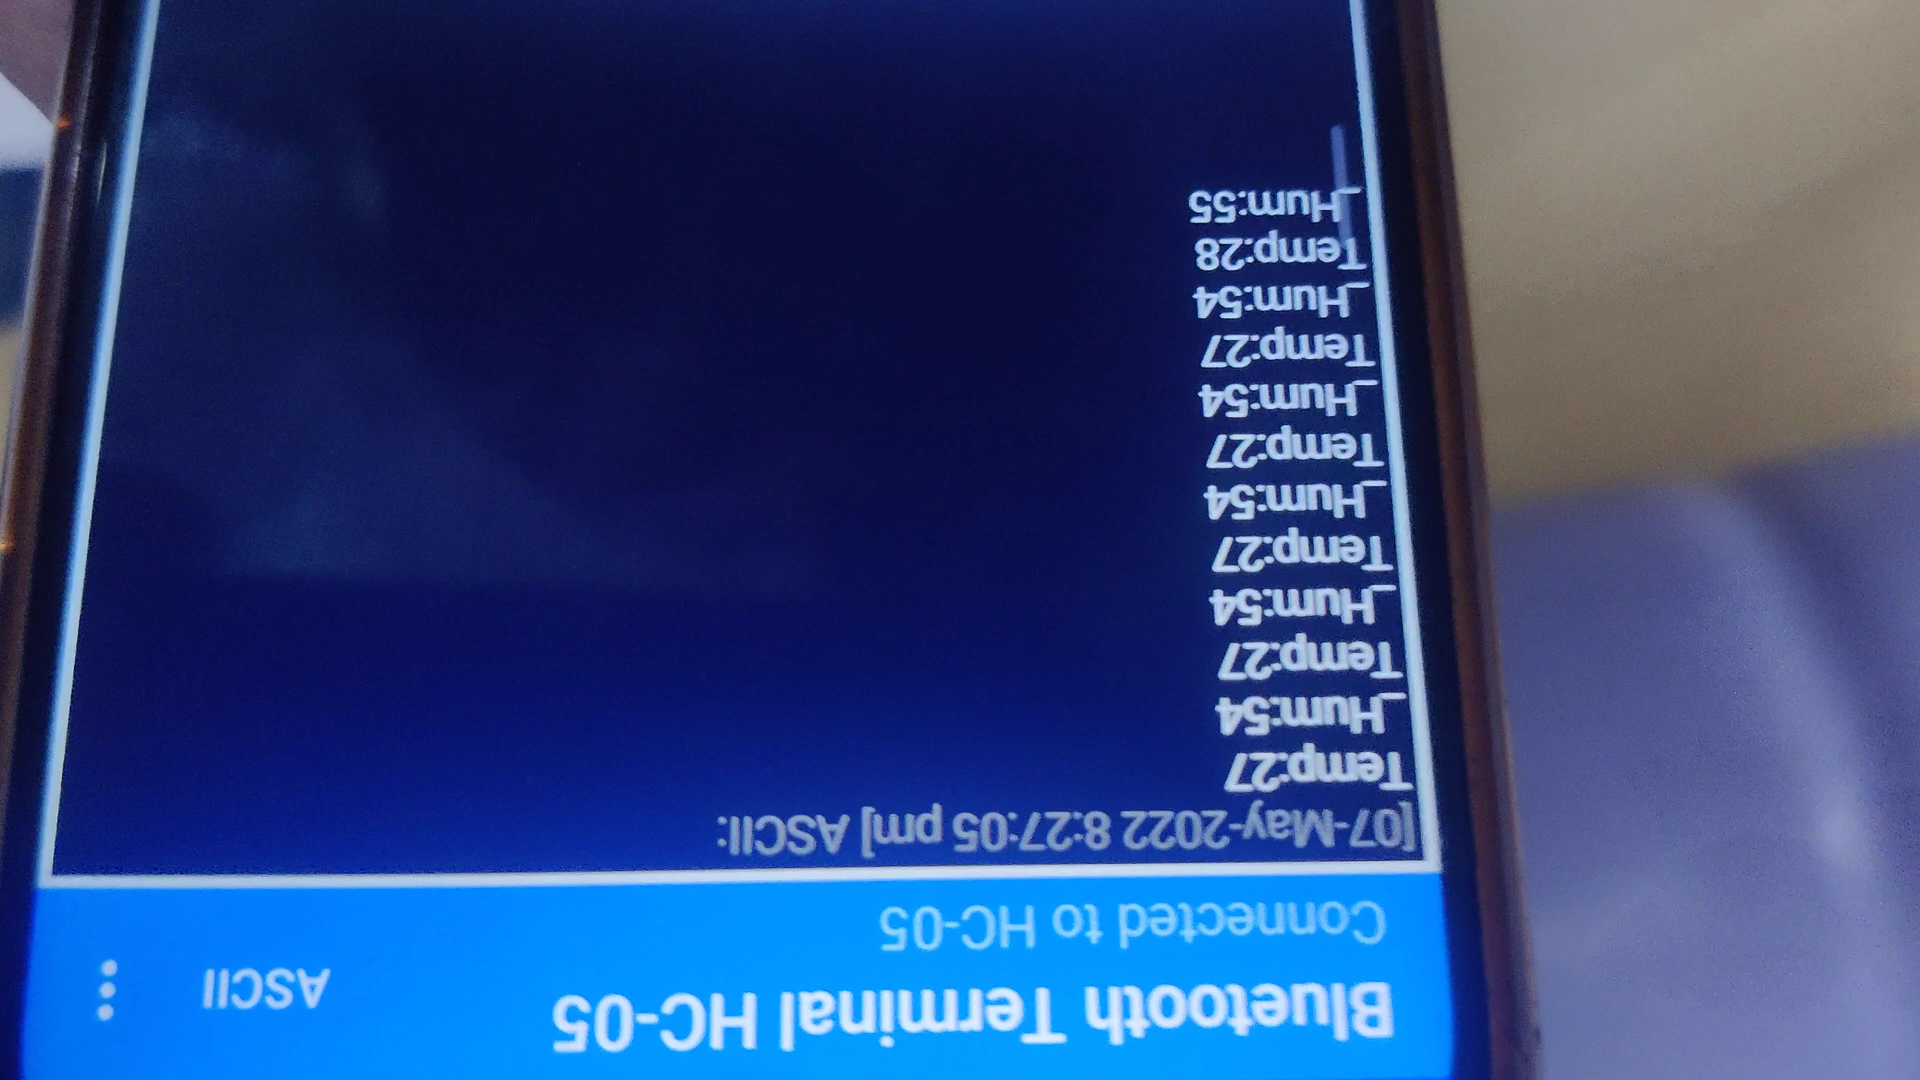 Bluetooth Terminal HC-05
ASCII
Connected to HC-05
[07-May-2022 8:27:05 pm] ASCII:
Temp:27
_Hum:54
Temp:27
_Hum:54
Temp:27
_Hum:54
Temp:27
_Hum:54
Temp:27
_Hum:54
Temp:28
_Hum:55